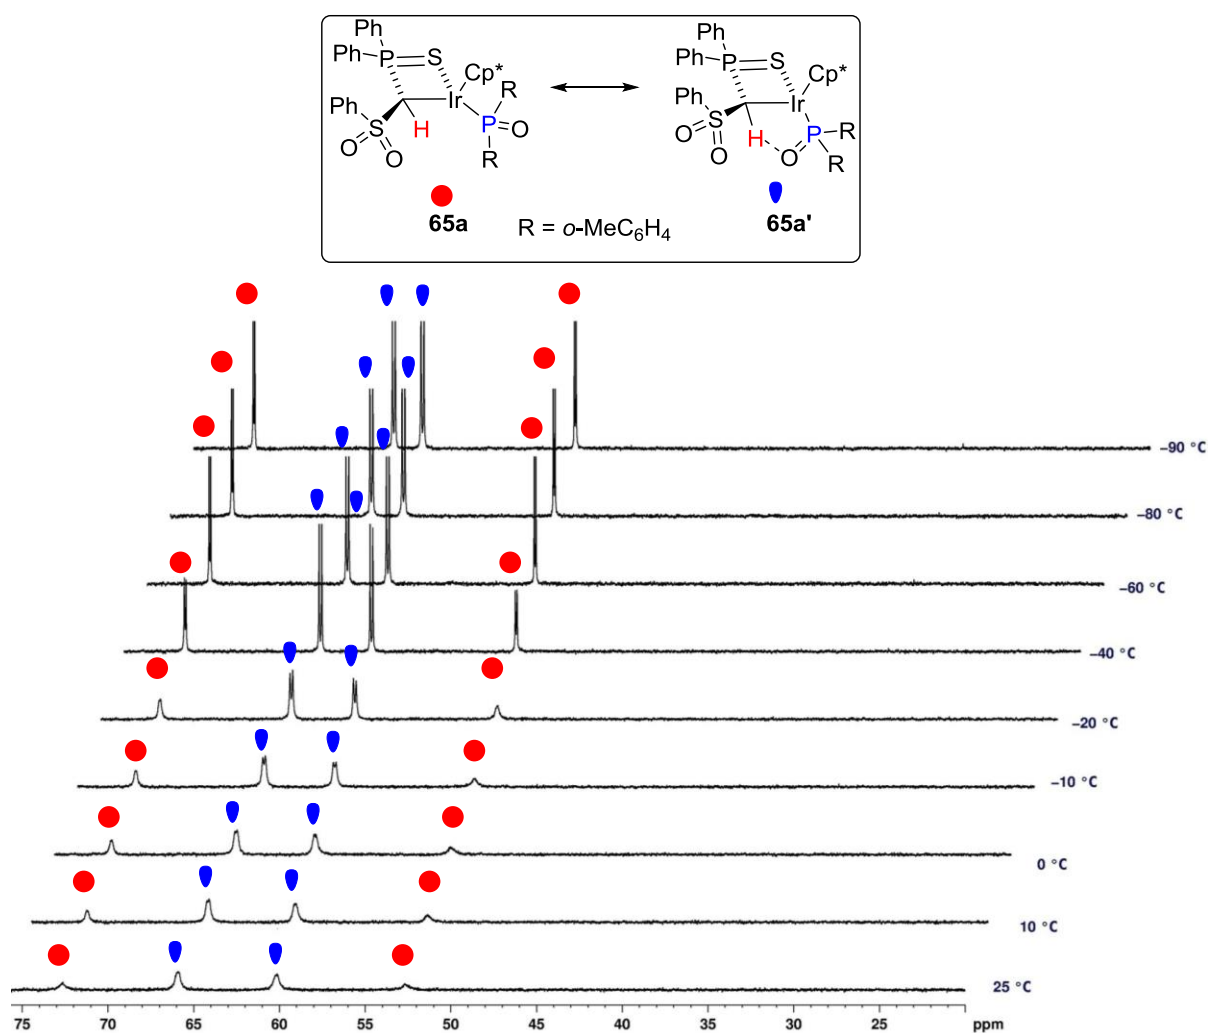 Ph
Ph
P
S
Cp*
Ir
R
Ph
S
H
P
O
O
O
R
65a
Ph
Ph
P
S
Cp*
Ir
Ph
S
O
O
H
P
R
O
R
65a'
R = o-MeC6H4
−90 °C
−80 °C
−60 °C
−40 °C
−20 °C
−10 °C
0 °C
10 °C
25 °C
75 70 65 60 55 50 45 40 35 30 25 ppm